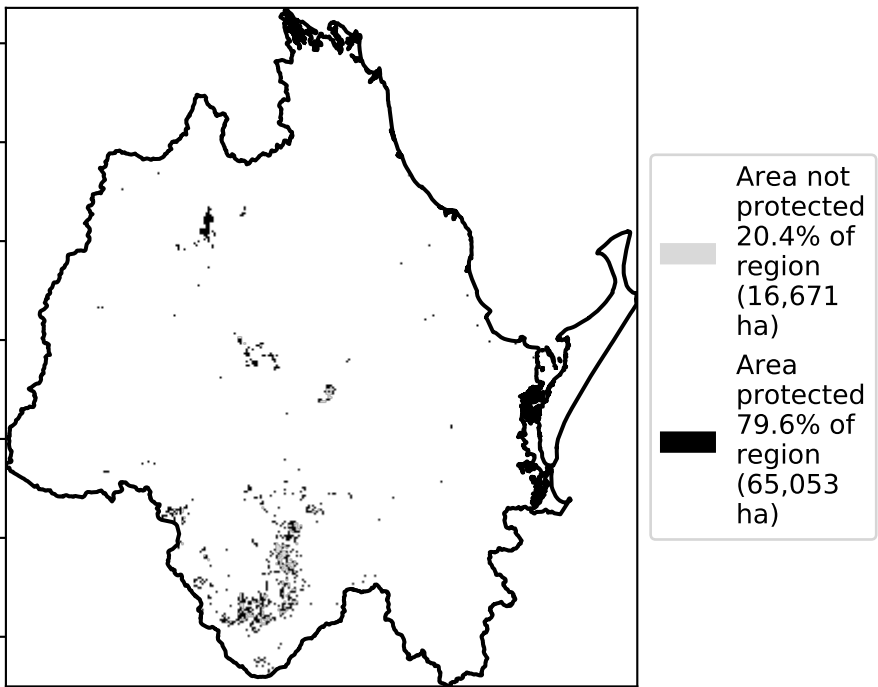 Area not
protected
20.4% of
region
(16,671
ha)
Area
protected
79.6% of
region
(65,053
ha)